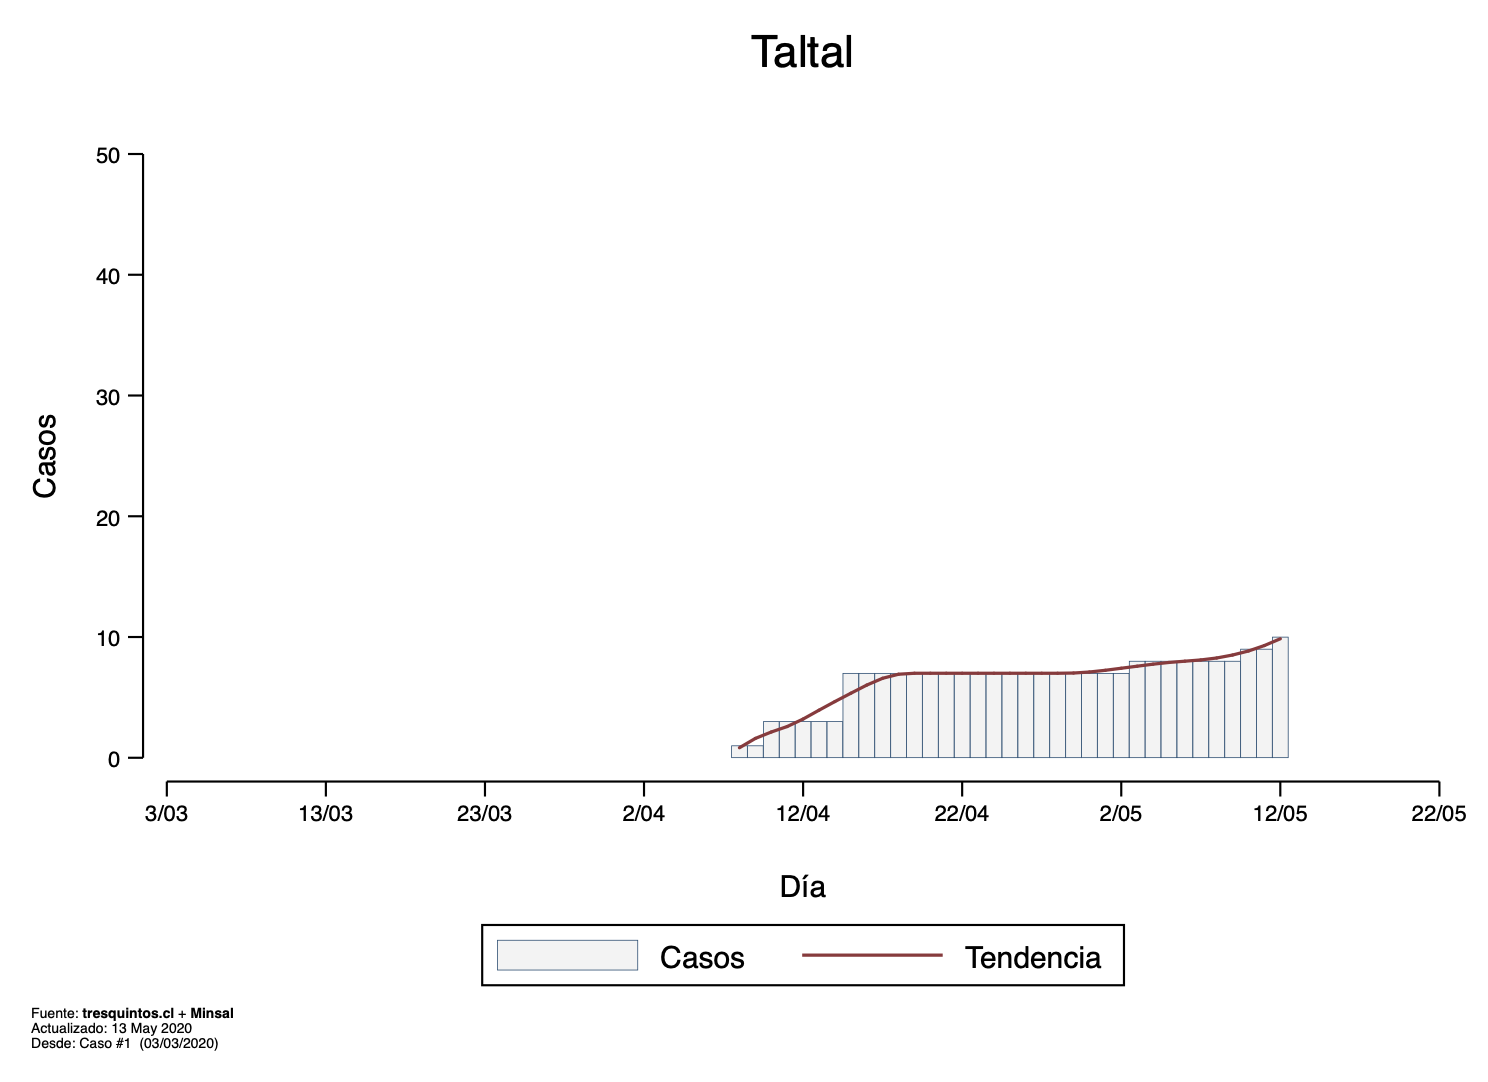 Taltal
50
40
30
20
10
0
Casos
3/03 13/03 23/03 2/04 12/04 22/04 2/05 12/05 22/05
Día
Casos Tendencia
Fuente: tresquintos.cl + Minsal
Actualizado: 13 May 2020
Desde: Caso #1 (03/03/2020)